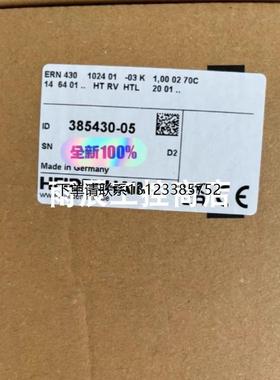 ERN 430 1024 01 -03 K 1,00 02 70C
14 64 01 .. HT RV HTL 20 01 ..
ID 385430-05
SN
全新100%
D2
Made in Germany
下单请联系18123385752